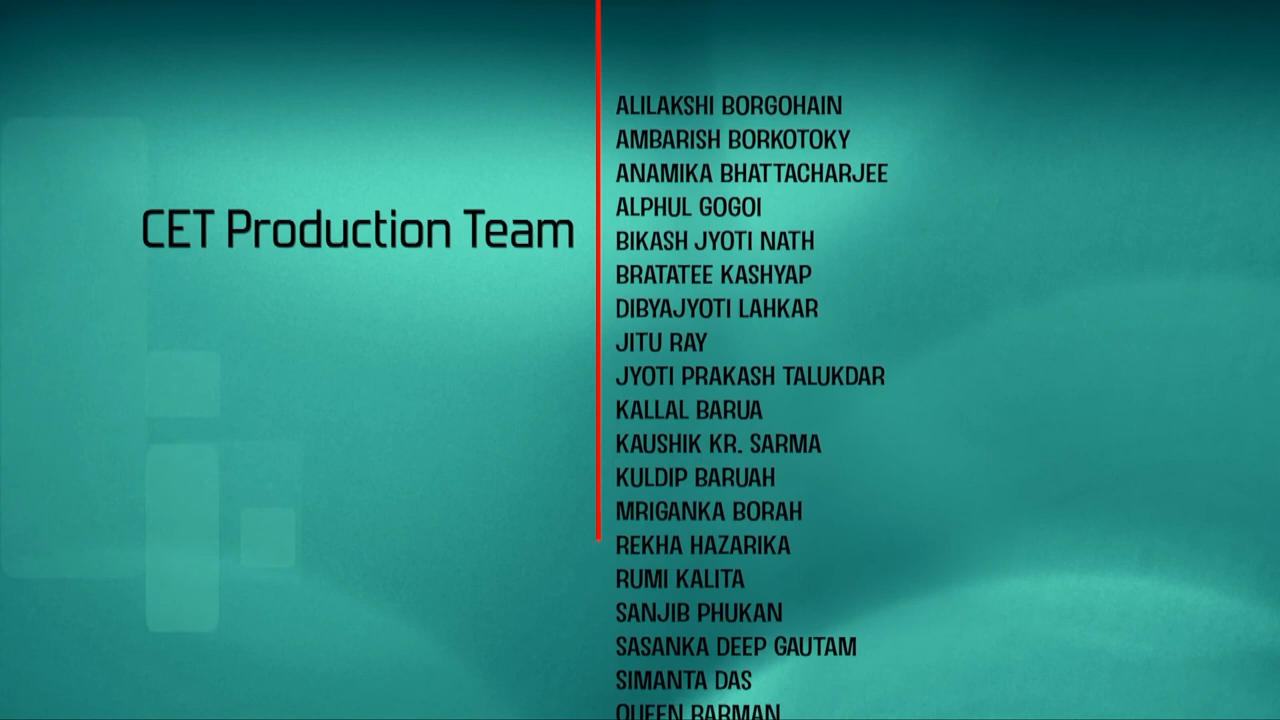 CET Production Team
ALILAKSHI BORGOHAIN
AMBARISH BORKOTOKY
ANAMIKA BHATTACHARJEE
ALPHUL GOGOI
BIKASH JYOTI NATH
BRATATEE KASHYAP
DIBYAJYOTI LAHKAR
JITU RAY
JYOTI PRAKASH TALUKDAR
KALLAL BARUA
KAUSHIK KR. SARMA
KULDIP BARUAH
MRIGANKA BORAH
REKHA HAZARIKA
RUMI KALITA
SANJIB PHUKAN
SASANKA DEEP GAUTAM
SIMANTA DAS
QUEEN BARMAN